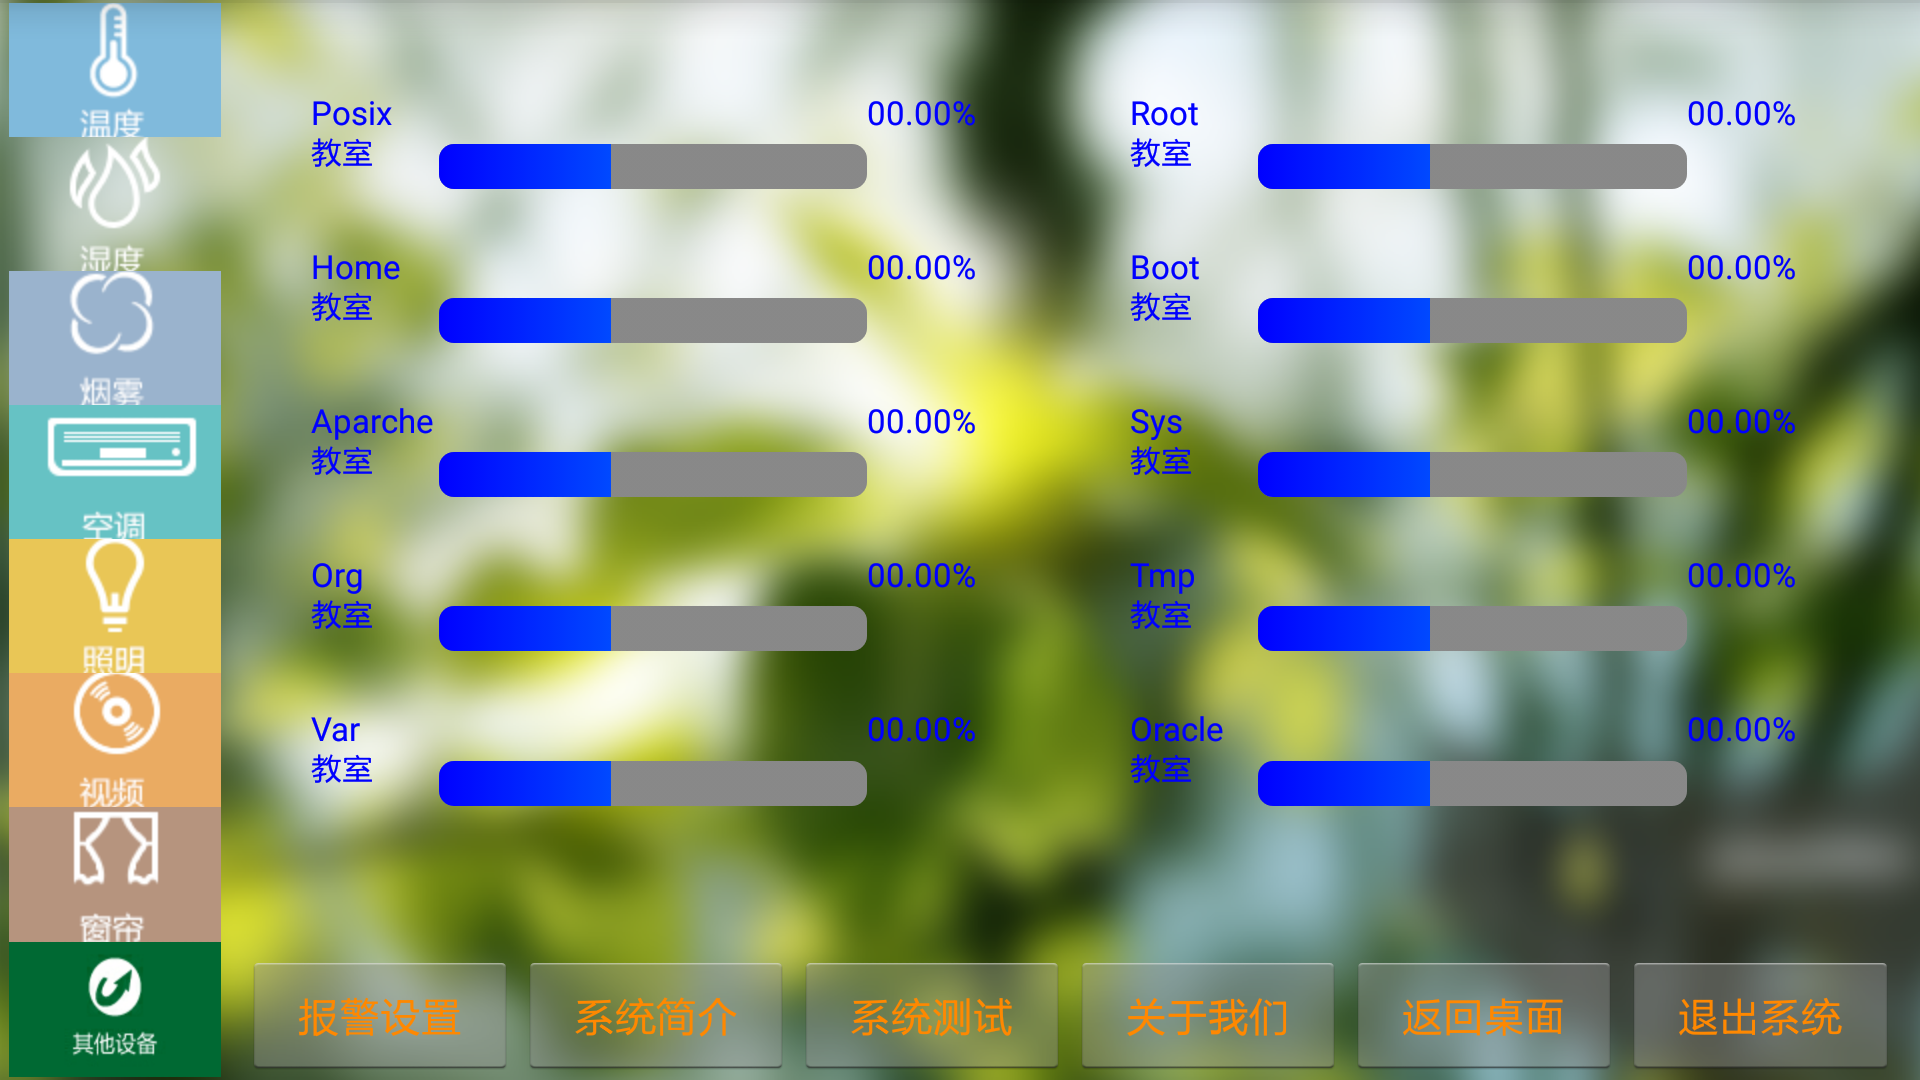 温度
湿度
烟雾
空调
照明
视频
窗帘
其他设备
Posix
教室
00.00%
Root
教室
00.00%
Home
教室
00.00%
Boot
教室
00.00%
Aparche
教室
00.00%
Sys
教室
00.00%
Org
教室
00.00%
Tmp
教室
00.00%
Var
教室
00.00%
Oracle
教室
00.00%
报警设置
系统简介
系统测试
关于我们
返回桌面
退出系统